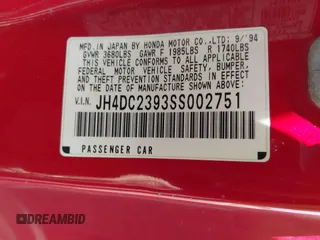 MFD. IN JAPAN BY HONDA MOTOR CO.,LTD: 9/'94
GVWR 3680LBS GAWR F 1985LBS R 1740LBS
THIS VEHICLE CONFORMS TO ALL APPLICABLE
FEDERAL MOTOR VEHICLE SAFETY, BUMPER,
AND THEFT PREVENTION STANDARDS IN EFFECT
ON THE DATE OF MANUFACTURE SHOWN ABOVE.
V.I.N. JH4DC2393SS002751
PASSENGER CAR
DREAMBID